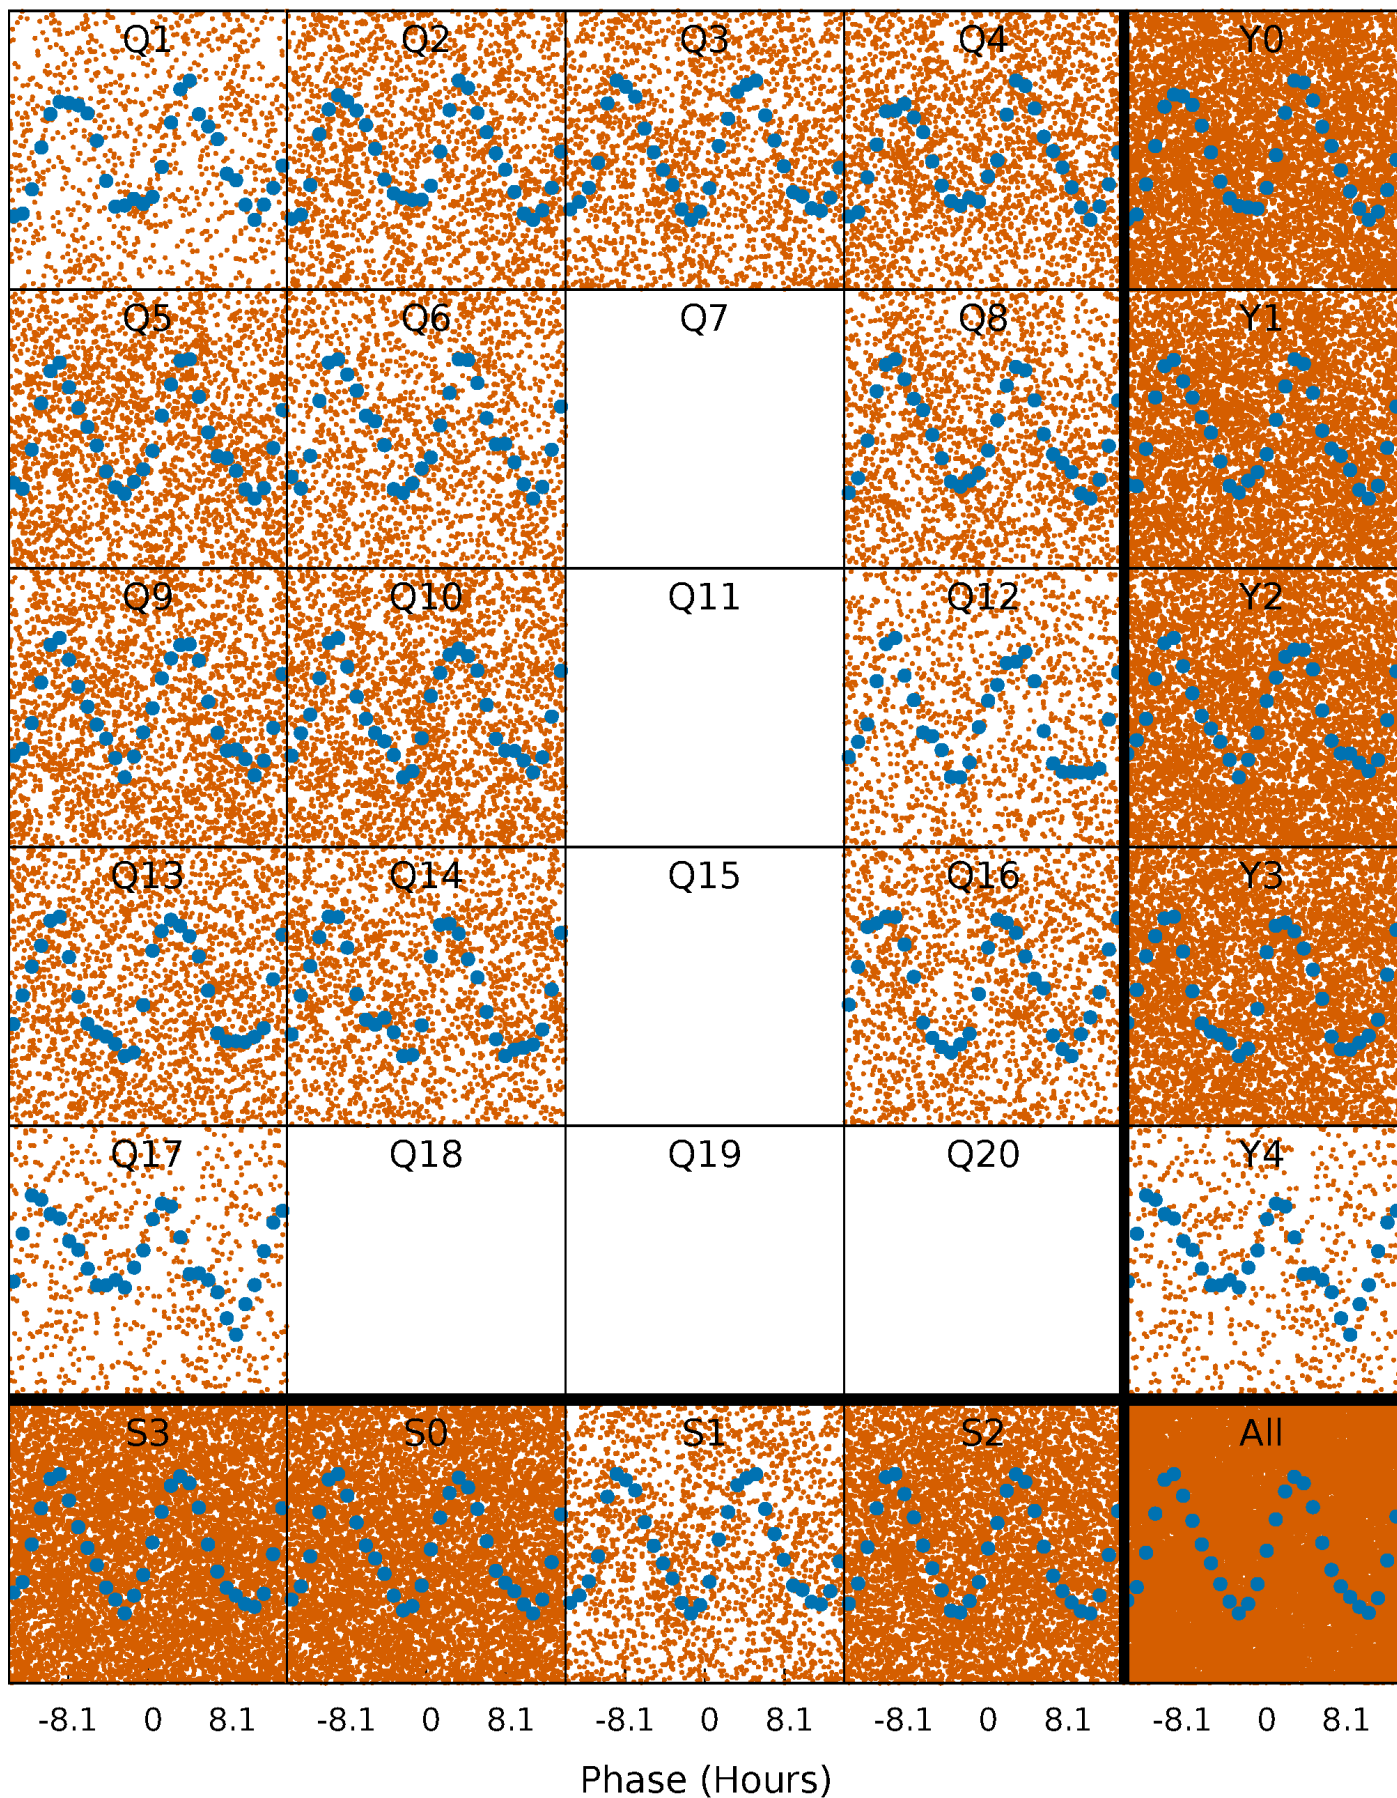 Q1 Q2 Q3 Q4 Y0
Q5 Q6 Q7 Q8 Y1
Q9 Q10 Q11 Q12 Y2
Q13 Q14 Q15 Q16 Y3
Q17 Q18 Q19 Q20 Y4
S3 S0 S1 S2 All
-8.1 0 8.1 -8.1 0 8.1 -8.1 0 8.1 -8.1 0 8.1 -8.1 0 8.1
Phase (Hours)